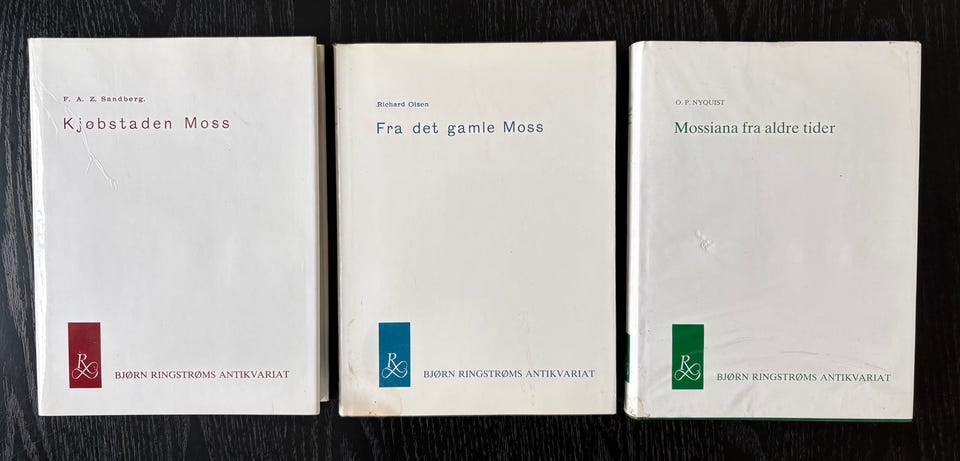 F. A. Z. Sandberg.
Kjøbstaden Moss
R
BJØRN RINGSTRØMS ANTIKVARIAT
Richard Olsen
Fra det gamle Moss
R
BJØRN RINGSTRØMS ANTIKVARIAT
O. P. NYQUIST
Mossiana fra aldre tider
R
BJØRN RINGSTRØMS ANTIKVARIAT